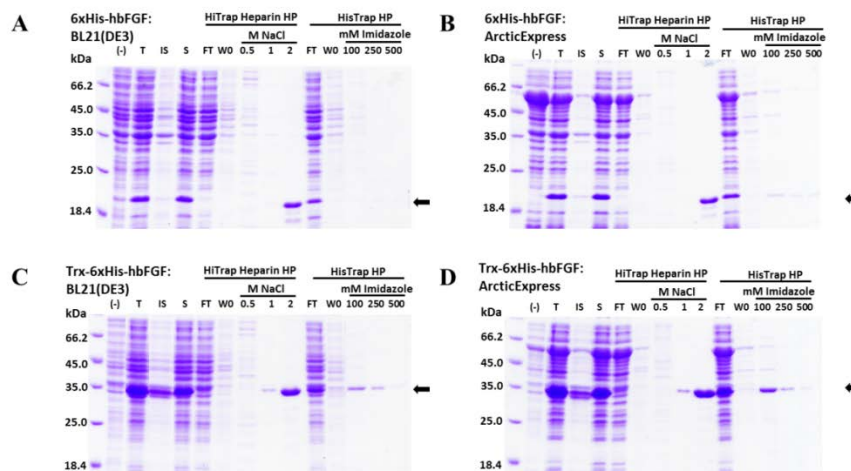 A
6xHis-hbFGF:
BL21(DE3)
HiTrap Heparin HP
HisTrap HP
M NaCl
mM Imidazole
kDa
(-) T IS S FT W0 0.5 1 2 FT W0 100 250 500
66.2
45.0
35.0
25.0
18.4
B
6xHis-hbFGF:
ArcticExpress
HiTrap Heparin HP
HisTrap HP
M NaCl
mM Imidazole
kDa
(-) T IS S FT W0 0.5 1 2 FT W0 100 250 500
66.2
45.0
35.0
25.0
18.4
C
Trx-6xHis-hbFGF:
BL21(DE3)
HiTrap Heparin HP
HisTrap HP
M NaCl
mM Imidazole
kDa
(-) T IS S FT W0 0.5 1 2 FT W0 100 250 500
66.2
45.0
35.0
25.0
18.4
D
Trx-6xHis-hbFGF:
ArcticExpress
HiTrap Heparin HP
HisTrap HP
M NaCl
mM Imidazole
kDa
(-) T IS S FT W0 0.5 1 2 FT W0 100 250 500
66.2
45.0
35.0
25.0
18.4